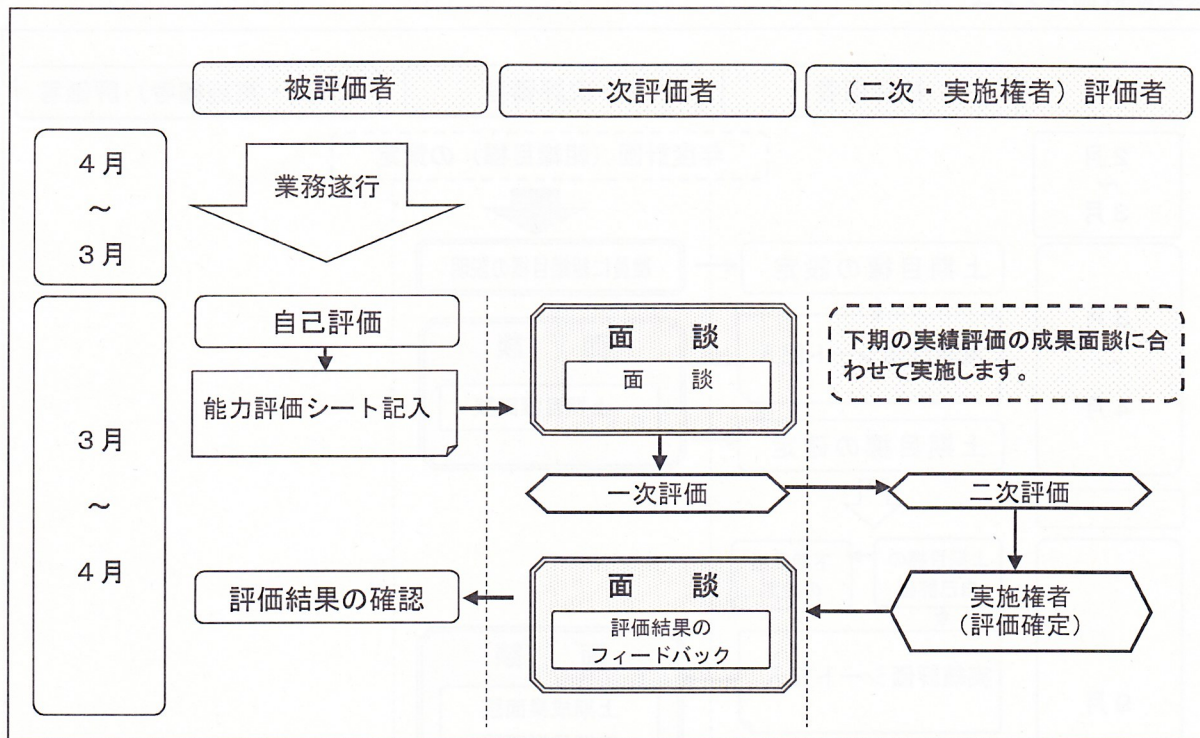 被評価者
一次評価者
（二次・実施権者）評価者
４月
～
３月
業務遂行
３月
～
４月
自己評価
能力評価シート記入
面　　談
面　　談
下期の実績評価の成果面談に合
わせて実施します。
一次評価
二次評価
実施権者
（評価確定）
面　　談
評価結果の
フィードバック
評価結果の確認